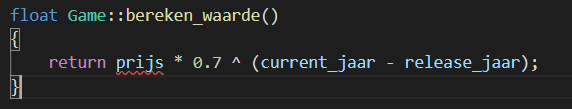 float Game::bereken_waarde()
{
    return prijs * 0.7 ^ (current_jaar - release_jaar);
}